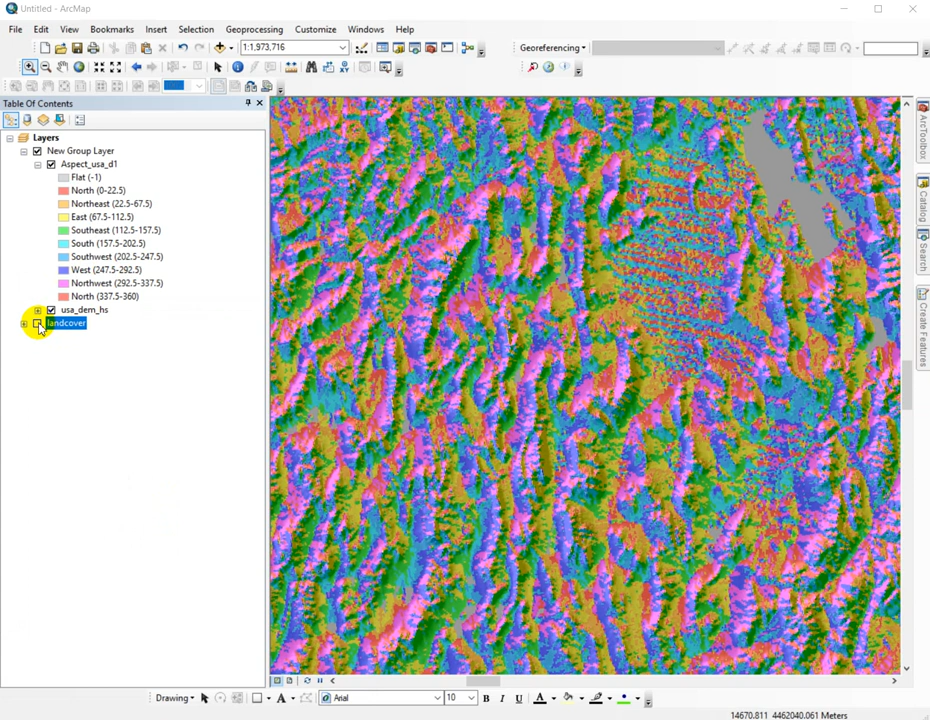 Untitled - ArcMap
File Edit View Bookmarks Insert Selection Geoprocessing Customize Windows Help
1:1,973,716
Georeferencing
Table Of Contents
Layers
New Group Layer
Aspect_usa_d1
Flat (-1)
North (0-22.5)
Northeast (22.5-67.5)
East (67.5-112.5)
Southeast (112.5-157.5)
South (157.5-202.5)
Southwest (202.5-247.5)
West (247.5-292.5)
Northwest (292.5-337.5)
North (337.5-360)
usa_dem_hs
landcover
ArcToolbox
Catalog
Search
Create Features
Drawing
Arial
10
B I U A
14670.811 4462040.061 Meters